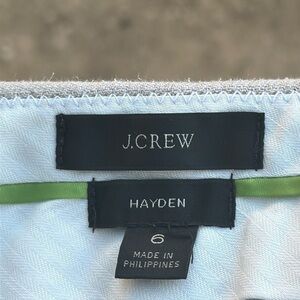 J.CREW
HAYDEN
6
MADE IN
PHILIPPINES